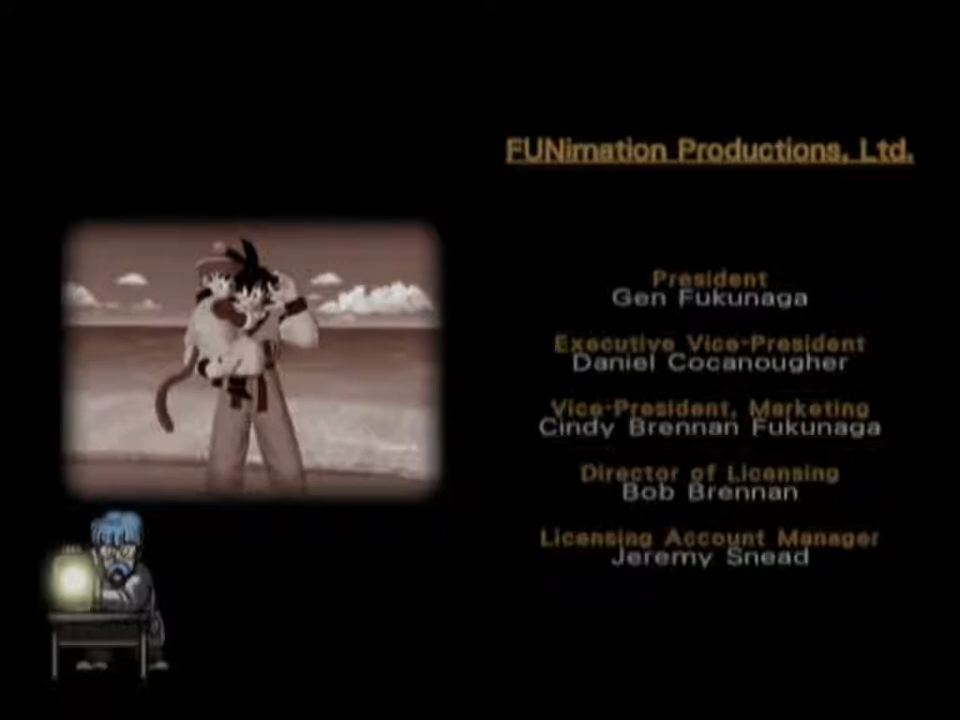 FUNimation Productions, Ltd.
President
Gen Fukunaga
Executive Vice-President
Daniel Cocanougher
Vice-President, Marketing
Cindy Brennan Fukunaga
Director of Licensing
Bob Brennan
Licensing Account Manager
Jeremy Snead